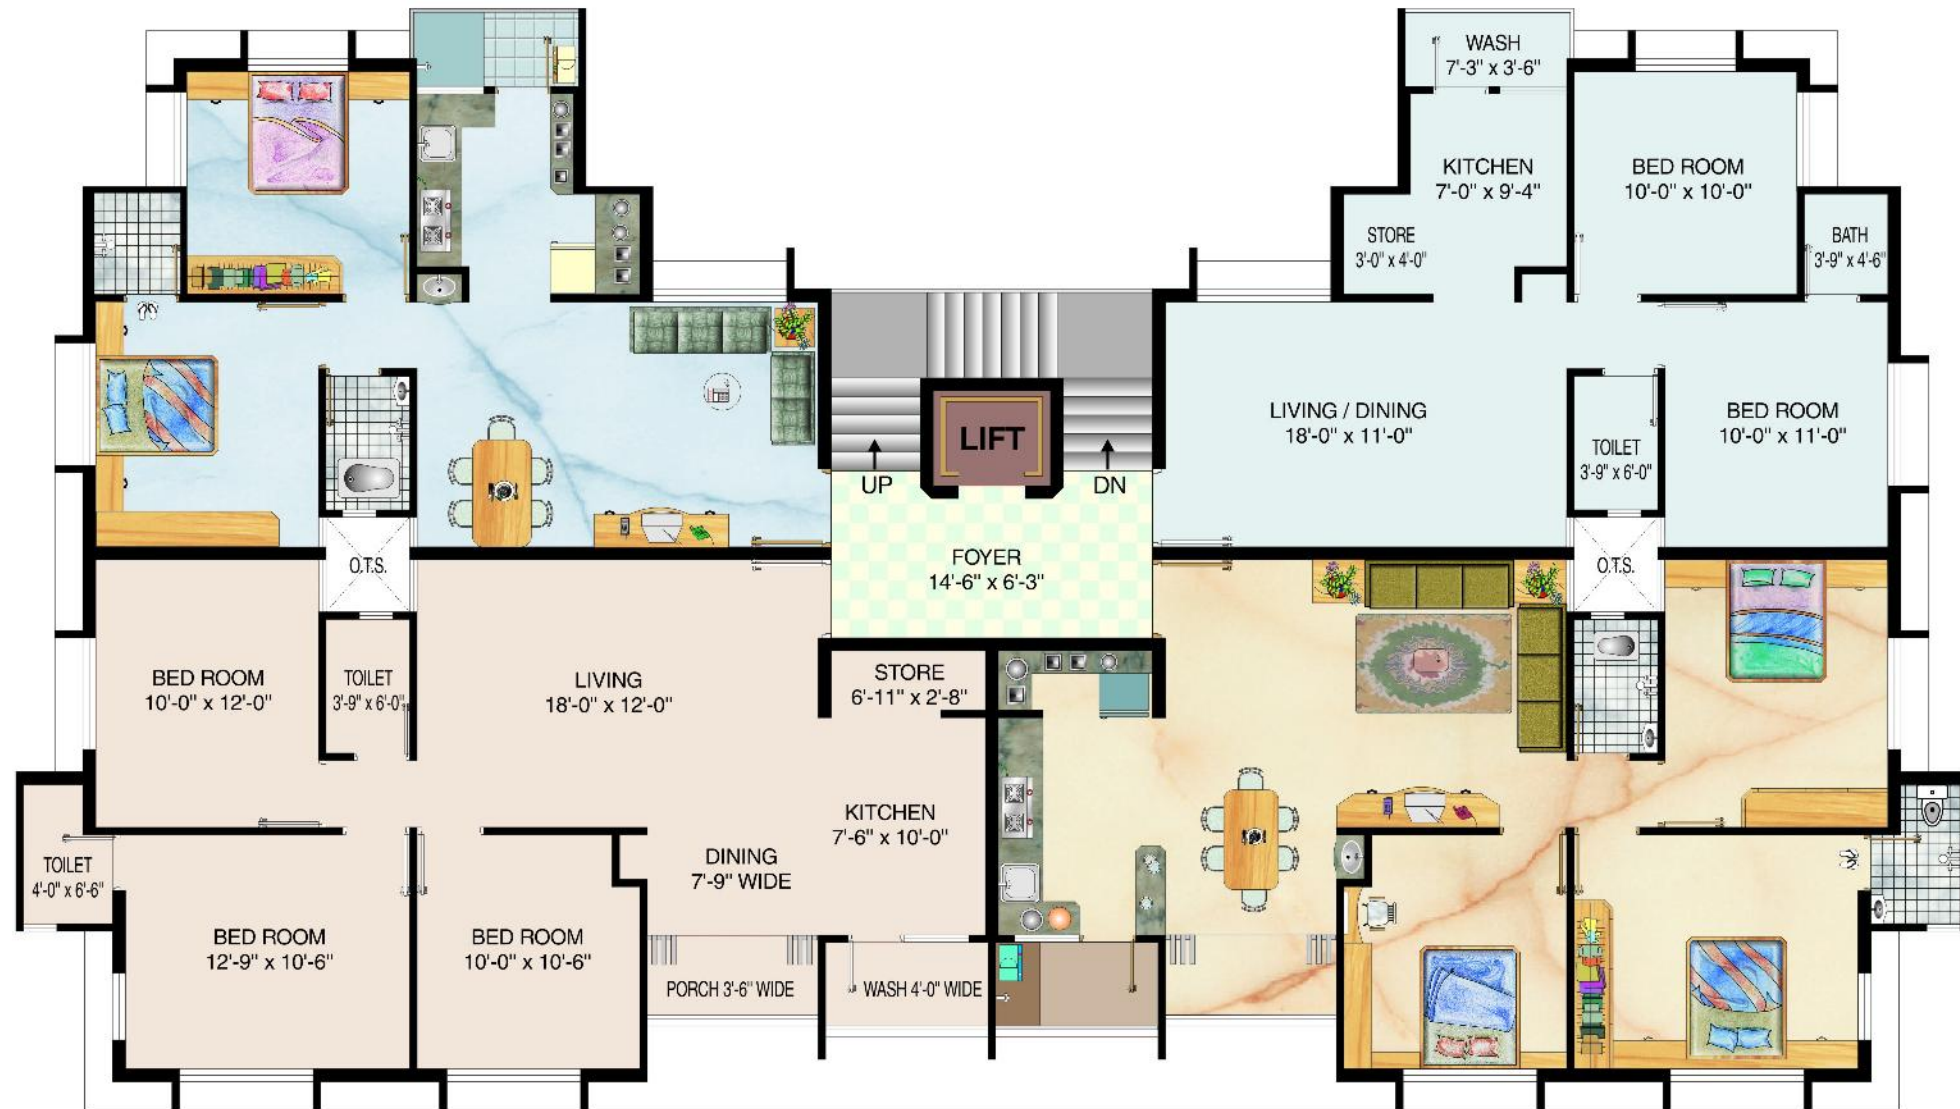 WASH
7'-3" x 3'-6"
KITCHEN
7'-0" x 9'-4"
BED ROOM
10'-0" x 10'-0"
STORE
3'-0" x 4'-0"
BATH
3'-9" x 4'-6"
LIVING / DINING
18'-0" x 11'-0"
BED ROOM
10'-0" x 11'-0"
TOILET
3'-9" x 6'-0"
LIFT
UP
DN
FOYER
14'-6" x 6'-3"
O.T.S.
O.T.S.
BED ROOM
10'-0" x 12'-0"
TOILET
3'-9" x 6'-0"
LIVING
18'-0" x 12'-0"
STORE
6'-11" x 2'-8"
KITCHEN
7'-6" x 10'-0"
DINING
7'-9" WIDE
TOILET
4'-0" x 6'-6"
BED ROOM
12'-9" x 10'-6"
BED ROOM
10'-0" x 10'-6"
PORCH 3'-6" WIDE
WASH 4'-0" WIDE